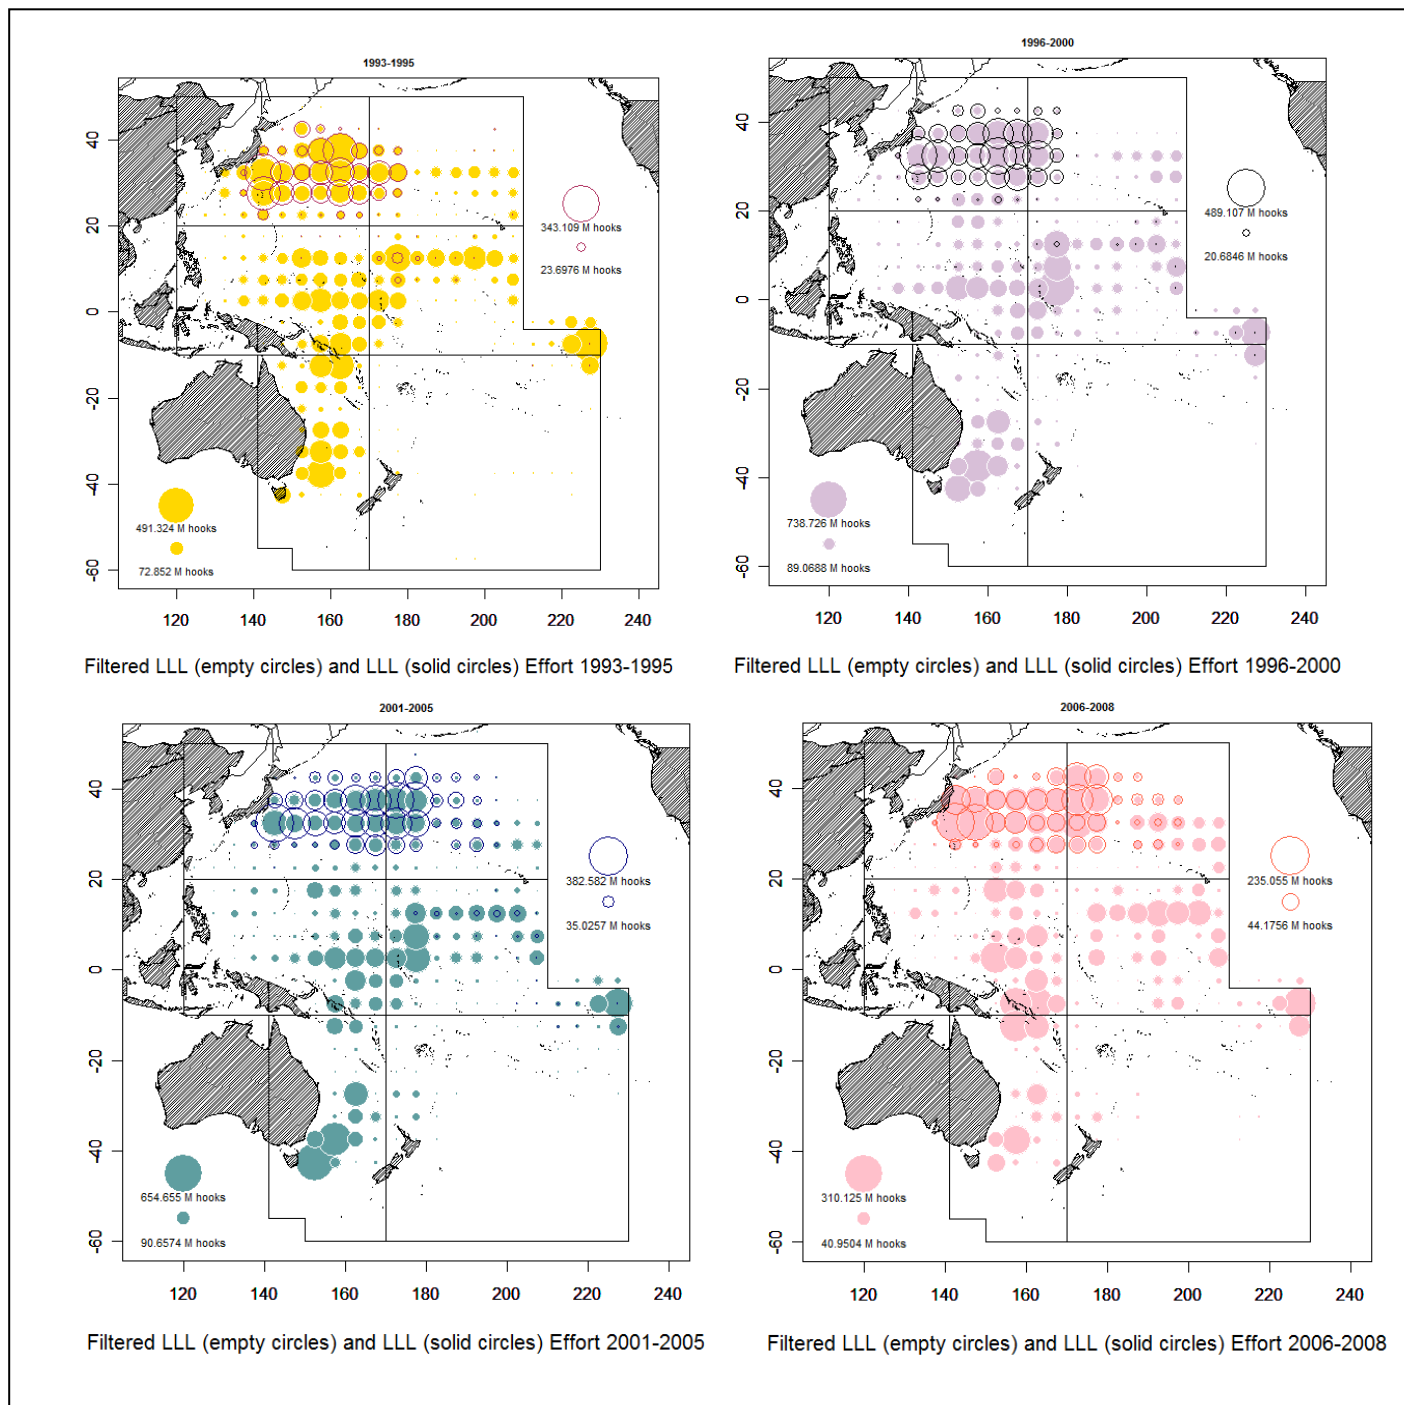 1993-1995
40
20
0
-20
-40
-60
343.109 M hooks
23.6976 M hooks
491.324 M hooks
72.852 M hooks
120 140 160 180 200 220 240
Filtered LLL (empty circles) and LLL (solid circles) Effort 1993-1995
1996-2000
40
20
0
-20
-40
-60
489.107 M hooks
20.6846 M hooks
738.726 M hooks
89.0688 M hooks
120 140 160 180 200 220 240
Filtered LLL (empty circles) and LLL (solid circles) Effort 1996-2000
2001-2005
40
20
0
-20
-40
-60
382.582 M hooks
35.0257 M hooks
654.655 M hooks
90.6574 M hooks
120 140 160 180 200 220 240
Filtered LLL (empty circles) and LLL (solid circles) Effort 2001-2005
2006-2008
40
20
0
-20
-40
-60
235.055 M hooks
44.1756 M hooks
310.125 M hooks
40.9504 M hooks
120 140 160 180 200 220 240
Filtered LLL (empty circles) and LLL (solid circles) Effort 2006-2008